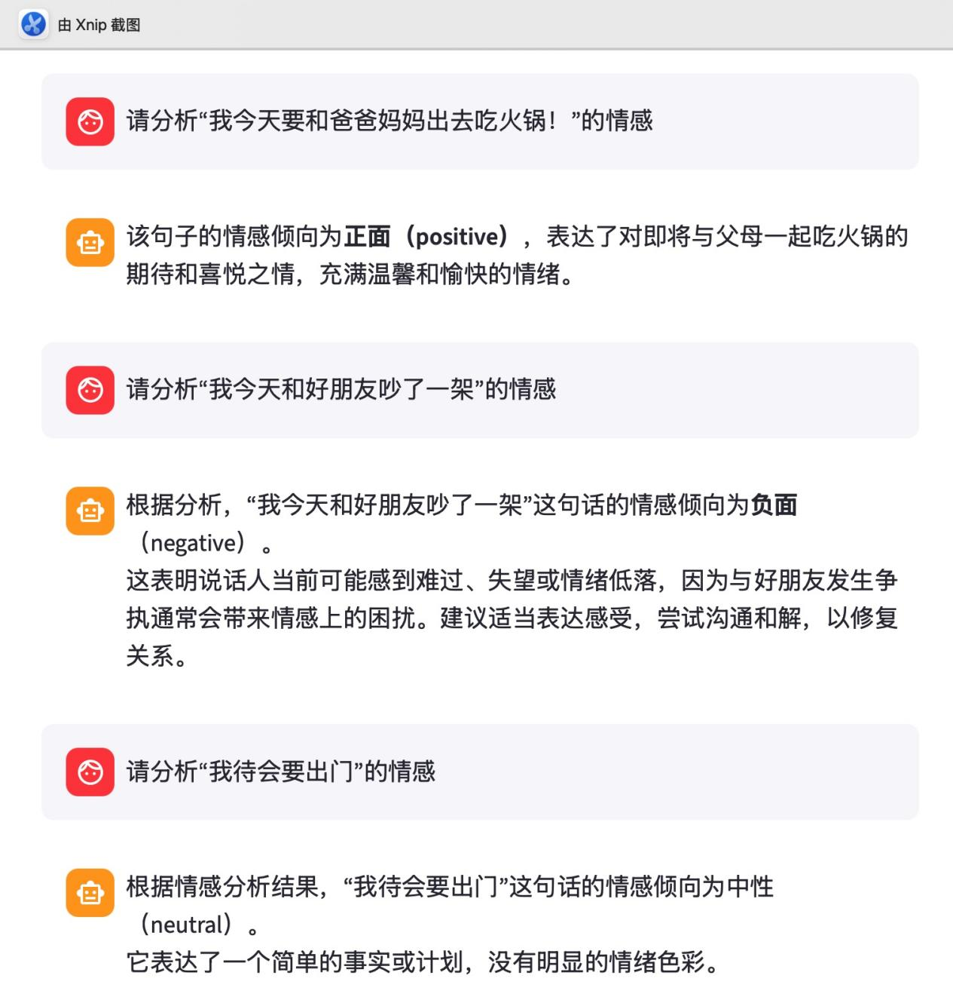 由 Xnip 截图
请分析“我今天要和爸爸妈妈出去吃火锅！”的情感
该句子的情感倾向为正面（positive），表达了对即将与父母一起吃火锅的
期待和喜悦之情，充满温馨和愉快的情绪。
请分析“我今天和好朋友吵了一架”的情感
根据分析，“我今天和好朋友吵了一架”这句话的情感倾向为负面
（negative）。
这表明说话人当前可能感到难过、失望或情绪低落，因为与好朋友发生争
执通常会带来情感上的困扰。建议适当表达感受，尝试沟通和解，以修复
关系。
请分析“我待会要出门”的情感
根据情感分析结果，“我待会要出门”这句话的情感倾向为中性
（neutral）。
它表达了一个简单的事实或计划，没有明显的情绪色彩。